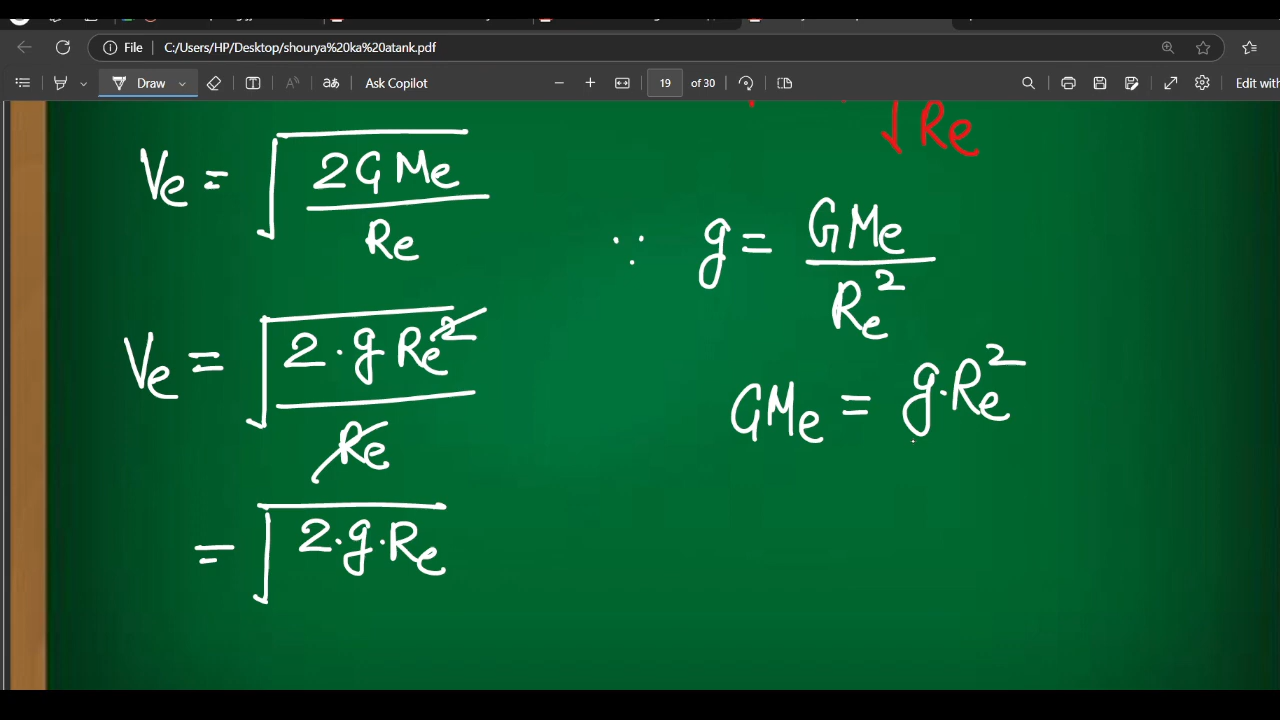 File C:/Users/HP/Desktop/shourya%20ka%20atank.pdf
Draw Ask Copilot 19 of 30 Edit with
Re
Ve = √(2GMe / Re)
∵ g = GMe / Re²
Ve = √(2·gRe² / Re)
GMe = g·Re²
= √(2·g·Re)